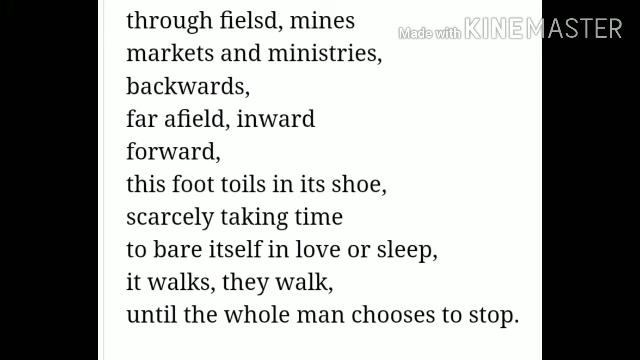 through fielsd, mines
Made with KINEMASTER
markets and ministries,
backwards,
far afield, inward
forward,
this foot toils in its shoe,
scarcely taking time
to bare itself in love or sleep,
it walks, they walk,
until the whole man chooses to stop.